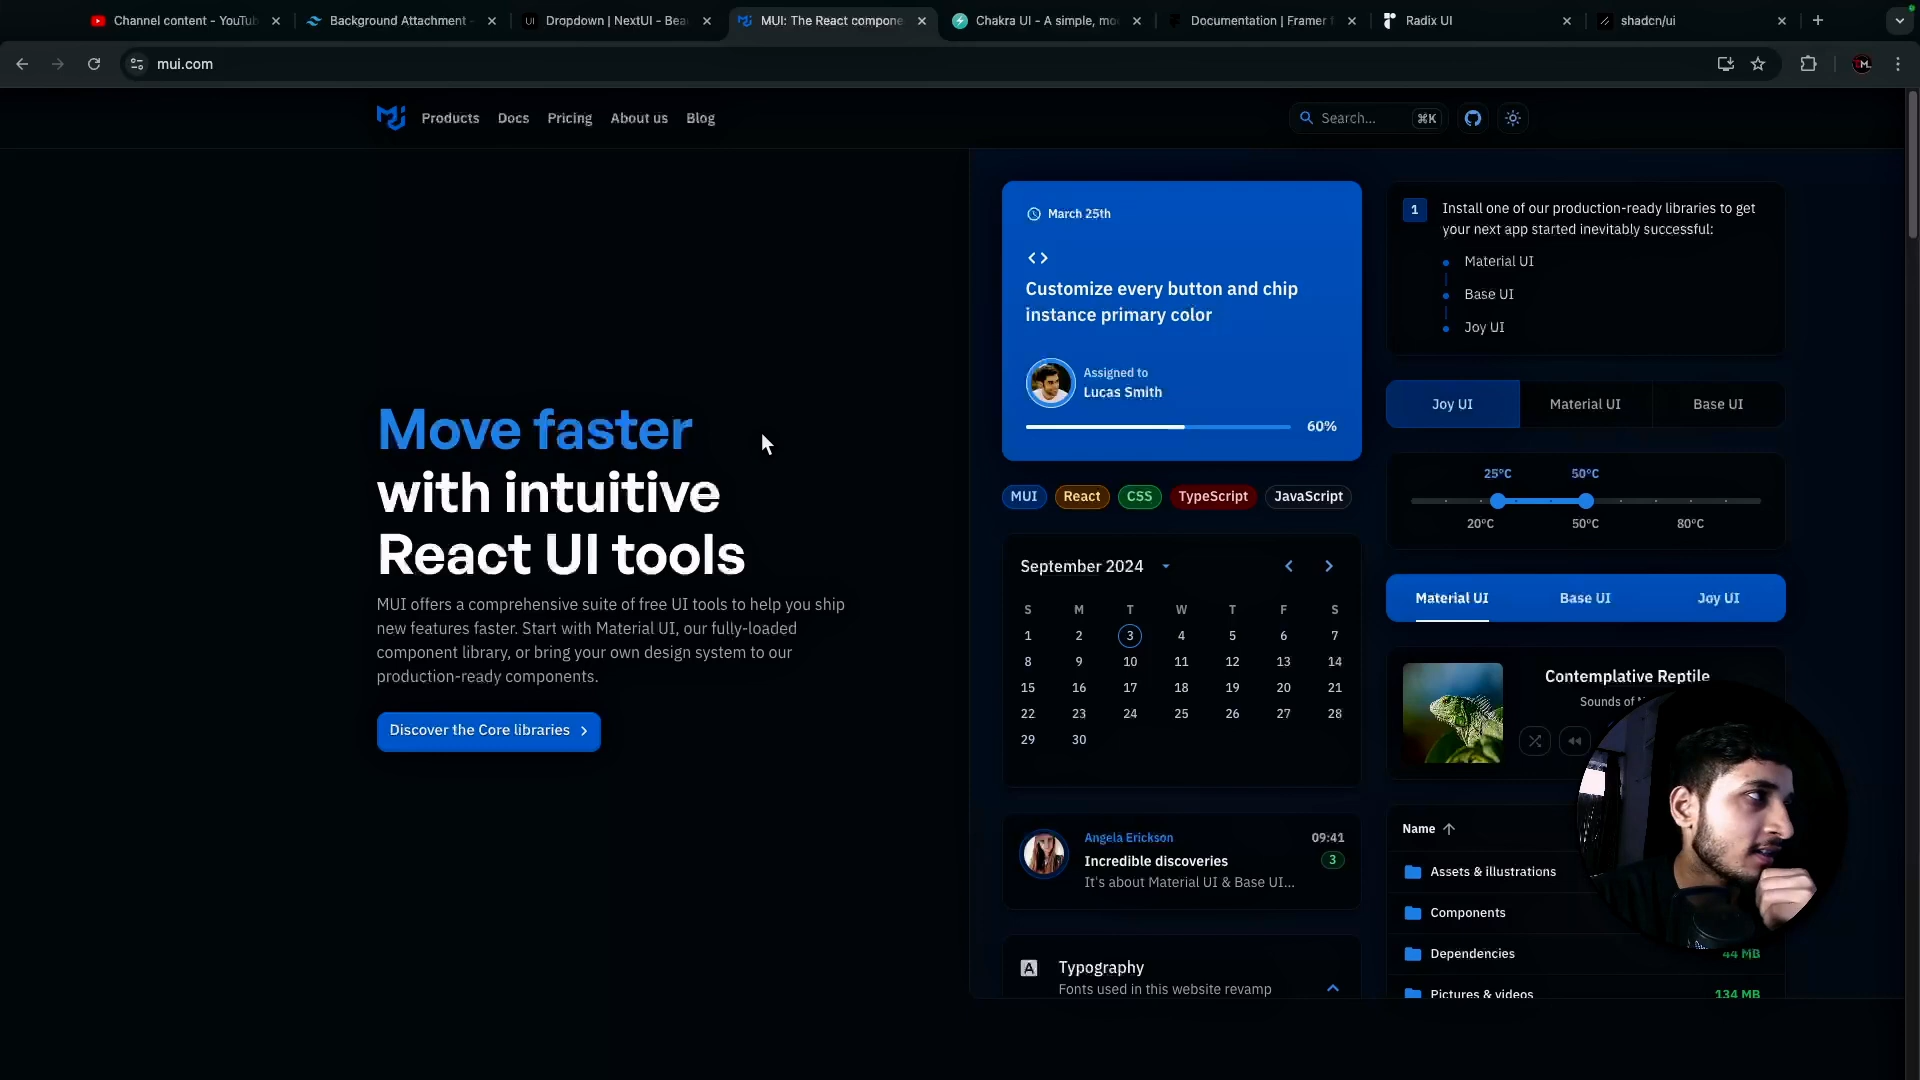 Channel content - YouTub
Background Attachment -
Dropdown | NextUI - Beau
MUI: The React compone
Chakra UI - A simple, mo
Documentation | Framer f
Radix UI
shadcn/ui
mui.com
Products
Docs
Pricing
About us
Blog
Search...
⌘K
Move faster
with intuitive
React UI tools
MUI offers a comprehensive suite of free UI tools to help you ship
new features faster. Start with Material UI, our fully-loaded
component library, or bring your own design system to our
production-ready components.
Discover the Core libraries
March 25th
Customize every button and chip
instance primary color
Assigned to
Lucas Smith
60%
MUI
React
CSS
TypeScript
JavaScript
September 2024
S M T W T F S
1 2 3 4 5 6 7
8 9 10 11 12 13 14
15 16 17 18 19 20 21
22 23 24 25 26 27 28
29 30
Angela Erickson
09:41
Incredible discoveries
3
It's about Material UI & Base UI...
A
Typography
Fonts used in this website revamp
1
Install one of our production-ready libraries to get
your next app started inevitably successful:
Material UI
Base UI
Joy UI
Joy UI
Material UI
Base UI
25°C 50°C
20°C 50°C 80°C
Material UI
Base UI
Joy UI
Contemplative Reptile
Sounds of
Name
Assets & illustrations
Components
Dependencies
44 MB
Pictures & videos
134 MB